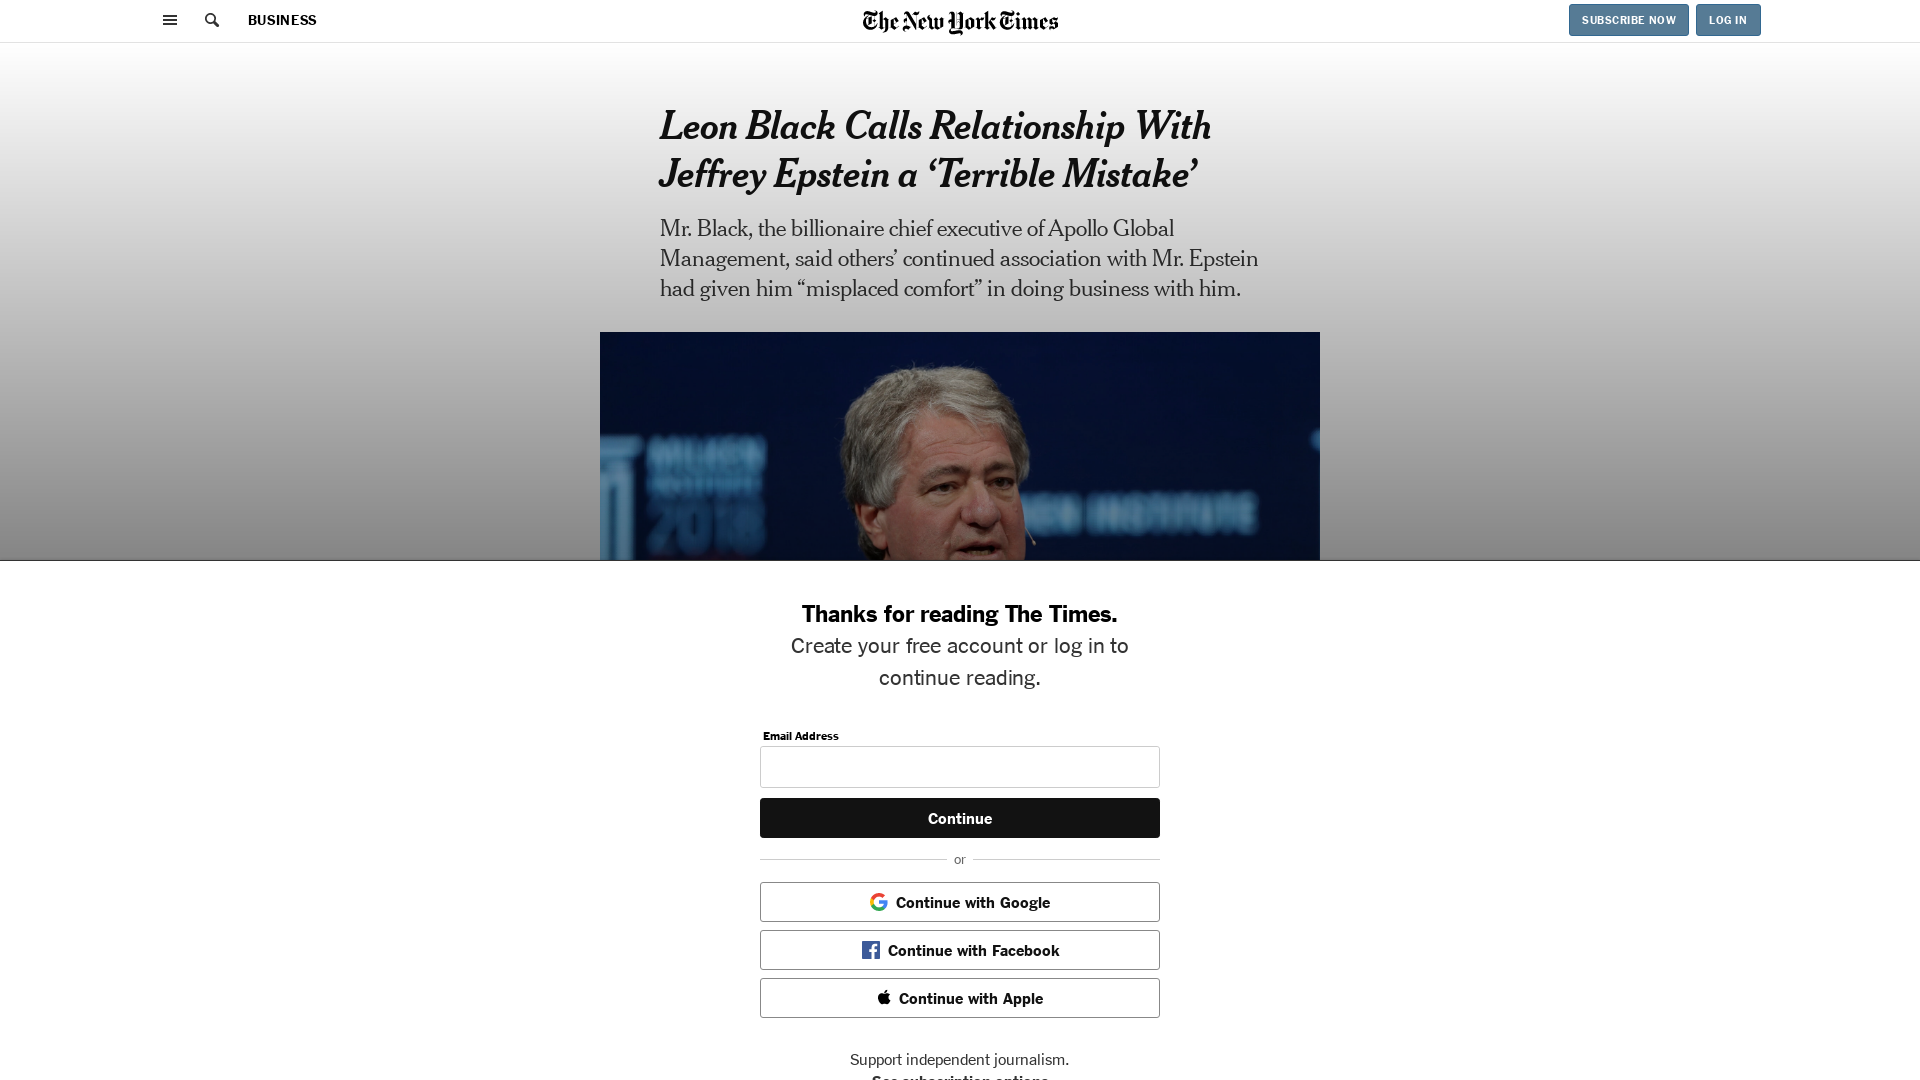 BUSINESS
The New York Times
SUBSCRIBE NOW
LOG IN
Leon Black Calls Relationship With
Jeffrey Epstein a ‘Terrible Mistake’
Mr. Black, the billionaire chief executive of Apollo Global
Management, said others’ continued association with Mr. Epstein
had given him “misplaced comfort” in doing business with him.
2018
INSTITUTE
Thanks for reading The Times.
Create your free account or log in to
continue reading.
Email Address
Continue
or
Continue with Google
Continue with Facebook
Continue with Apple
Support independent journalism.
See subscription options